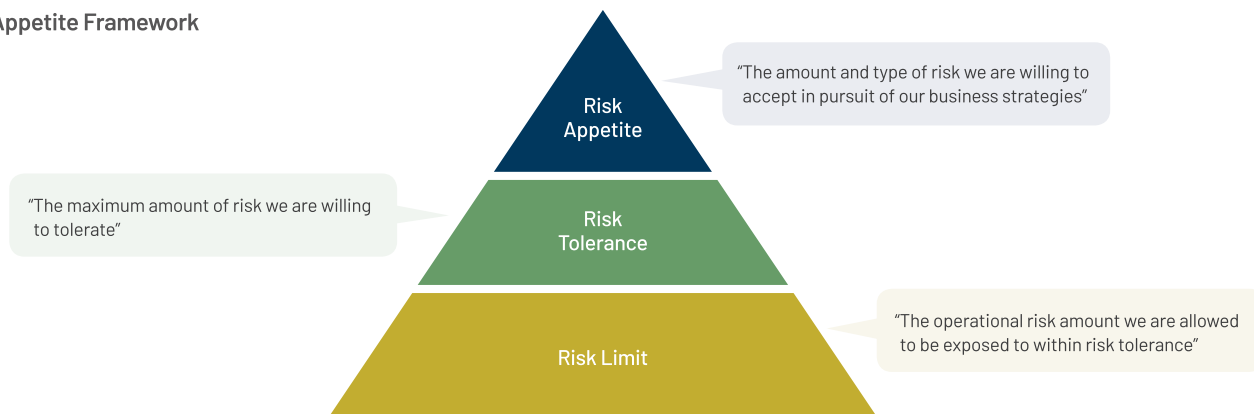 Appetite Framework
“The amount and type of risk we are willing to
accept in pursuit of our business strategies”
Risk
Appetite
“The maximum amount of risk we are willing
to tolerate”
Risk
Tolerance
“The operational risk amount we are allowed
to be exposed to within risk tolerance”
Risk Limit